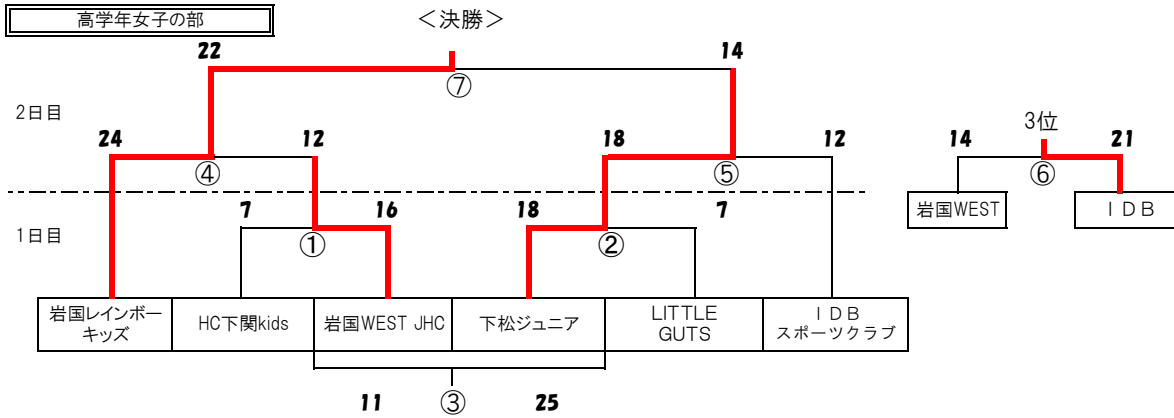 高学年女子の部
＜決勝＞
22
14
⑦
2日目
24
12
18
12
④
⑤
3位
14
21
⑥
岩国WEST
ＩＤＢ
1日目
7
16
18
7
①
②
岩国レインボー
キッズ
HC下関kids
岩国WEST JHC
下松ジュニア
LITTLE
GUTS
ＩＤＢ
スポーツクラブ
11
③
25